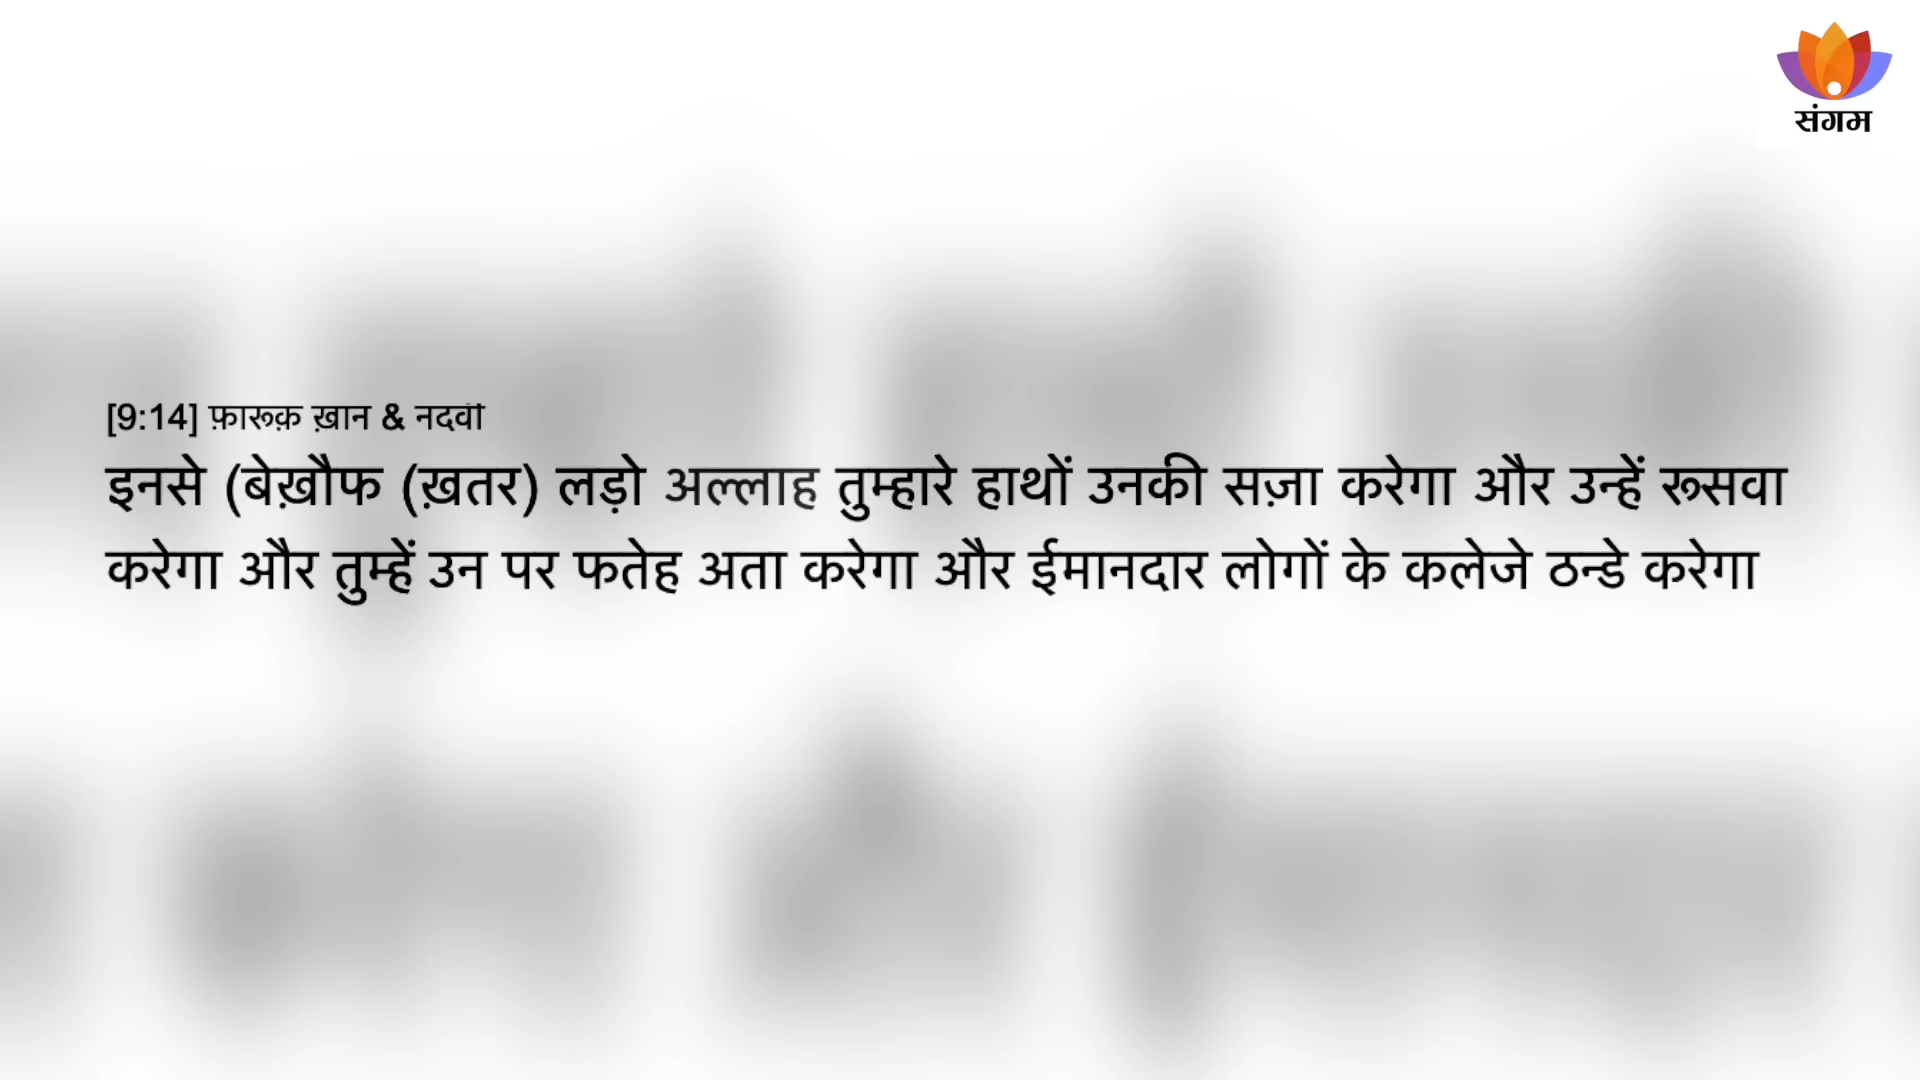 संगम
[9:14] फ़ारूक़ ख़ान & नदवी
इनसे (बेख़ौफ (ख़तर) लड़ो अल्लाह तुम्हारे हाथों उनकी सज़ा करेगा और उन्हें रूसवा
करेगा और तुम्हें उन पर फतेह अता करेगा और ईमानदार लोगों के कलेजे ठन्डे करेगा